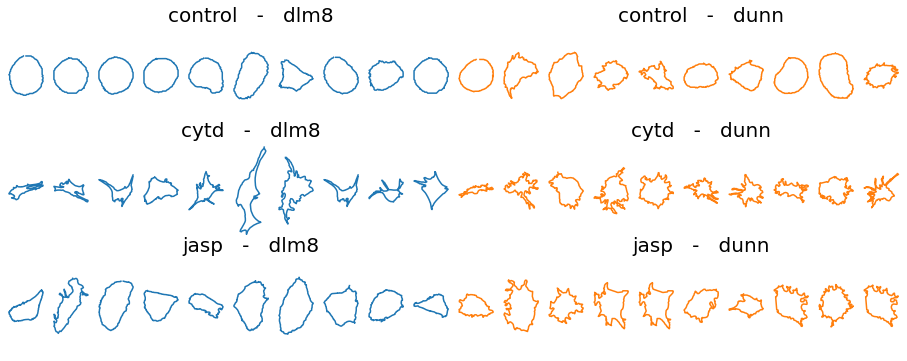 control - dlm8
control - dunn
cytd - dlm8
cytd - dunn
jasp - dlm8
jasp - dunn